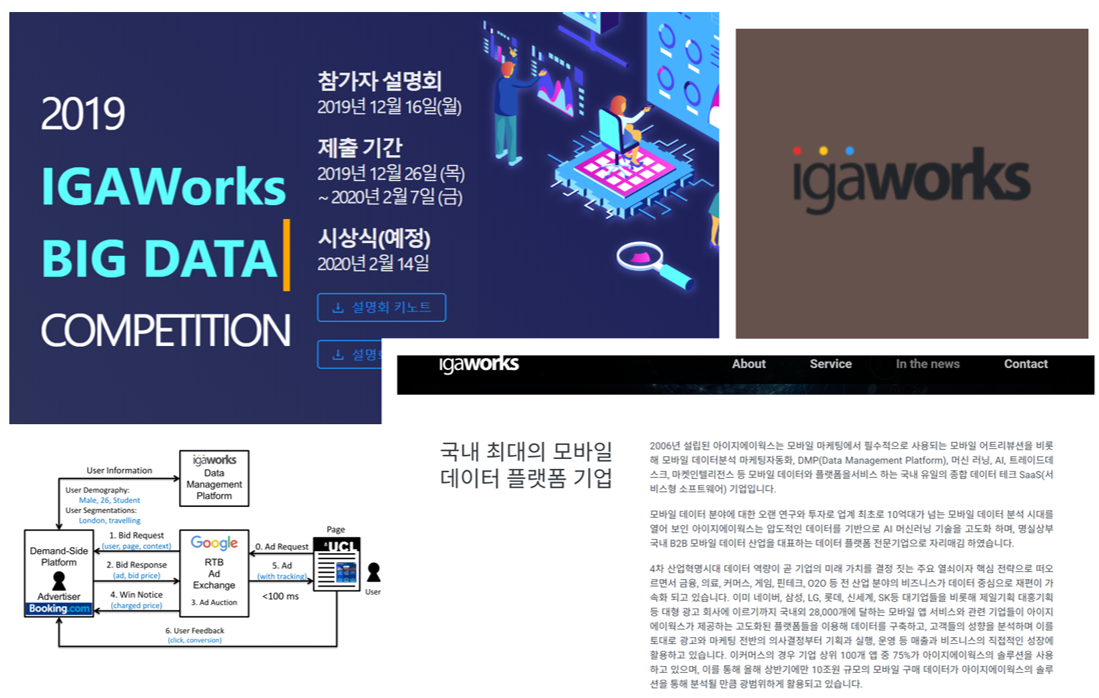 2019
IGAWorks
BIG DATA
COMPETITION
참가자 설명회
2019년 12월 16일(월)
제출 기간
2019년 12월 26일 (목)
~ 2020년 2월 7일 (금)
시상식(예정)
2020년 2월 14일
설명회 키노트
설명
igaworks
igaworks
About
Service
In the news
Contact
국내 최대의 모바일
데이터 플랫폼 기업
2006년 설립된 아이지에이웍스는 모바일 마케팅에서 필수적으로 사용되는 모바일 어트리뷰션을 비롯
해 모바일 데이터분석 마케팅자동화, DMP(Data Management Platform), 머신 러닝, AI, 트레이드데
스크, 마켓인텔리전스 등 모바일 데이터와 플랫폼을서비스 하는 국내 유일의 종합 데이터 테크 SaaS(서
비스형 소프트웨어) 기업입니다.
모바일 데이터 분야에 대한 오랜 연구와 투자로 업계 최초로 10억대가 넘는 모바일 데이터 분석 시대를
열어 보인 아이지에이웍스는 압도적인 데이터를 기반으로 AI 머신러닝 기술을 고도화 하며, 명실상부
국내 B2B 모바일 데이터 산업을 대표하는 데이터 플랫폼 전문기업으로 자리매김 하였습니다.
4차 산업혁명시대 데이터 역량이 곧 기업의 미래 가치를 결정 짓는 주요 열쇠이자 핵심 전략으로 떠오
르면서 금융, 의료, 커머스, 게임, 핀테크, O2O 등 전 산업 분야의 비즈니스가 데이터 중심으로 재편이 가
속화 되고 있습니다. 이미 네이버, 삼성, LG, 롯데, 신세계, SK등 대기업들을 비롯해 제일기획 대홍기획
등 대형 광고 회사에 이르기까지 국내외 28,000개에 달하는 모바일 앱 서비스와 관련 기업들이 아이지
에이웍스가 제공하는 고도화된 플랫폼들을 이용해 데이터를 구축하고, 고객들의 성향을 분석하며 이를
토대로 광고와 마케팅 전반의 의사결정부터 기획과 실행, 운영 등 매출과 비즈니스의 직접적인 성장에
활용하고 있습니다. 이커머스의 경우 기업 상위 100개 앱 중 75%가 아이지에이웍스의 솔루션을 사용
하고 있으며, 이를 통해 올해 상반기에만 10조원 규모의 모바일 구매 데이터가 아이지에이웍스의 솔루
션을 통해 분석될 만큼 광범위하게 활용되고 있습니다.
User Information
igaworks
Data
Management
Platform
User Demography:
Male, 26, Student
User Segmentations:
London, travelling
Demand-Side
Platform
Advertiser
Booking.com
1. Bid Request
(user, page, context)
2. Bid Response
(ad, bid price)
4. Win Notice
(charged price)
Google
RTB
Ad
Exchange
3. Ad Auction
0. Ad Request
5. Ad
(with tracking)
<100 ms
Page
UCL
User
6. User Feedback
(click, conversion)